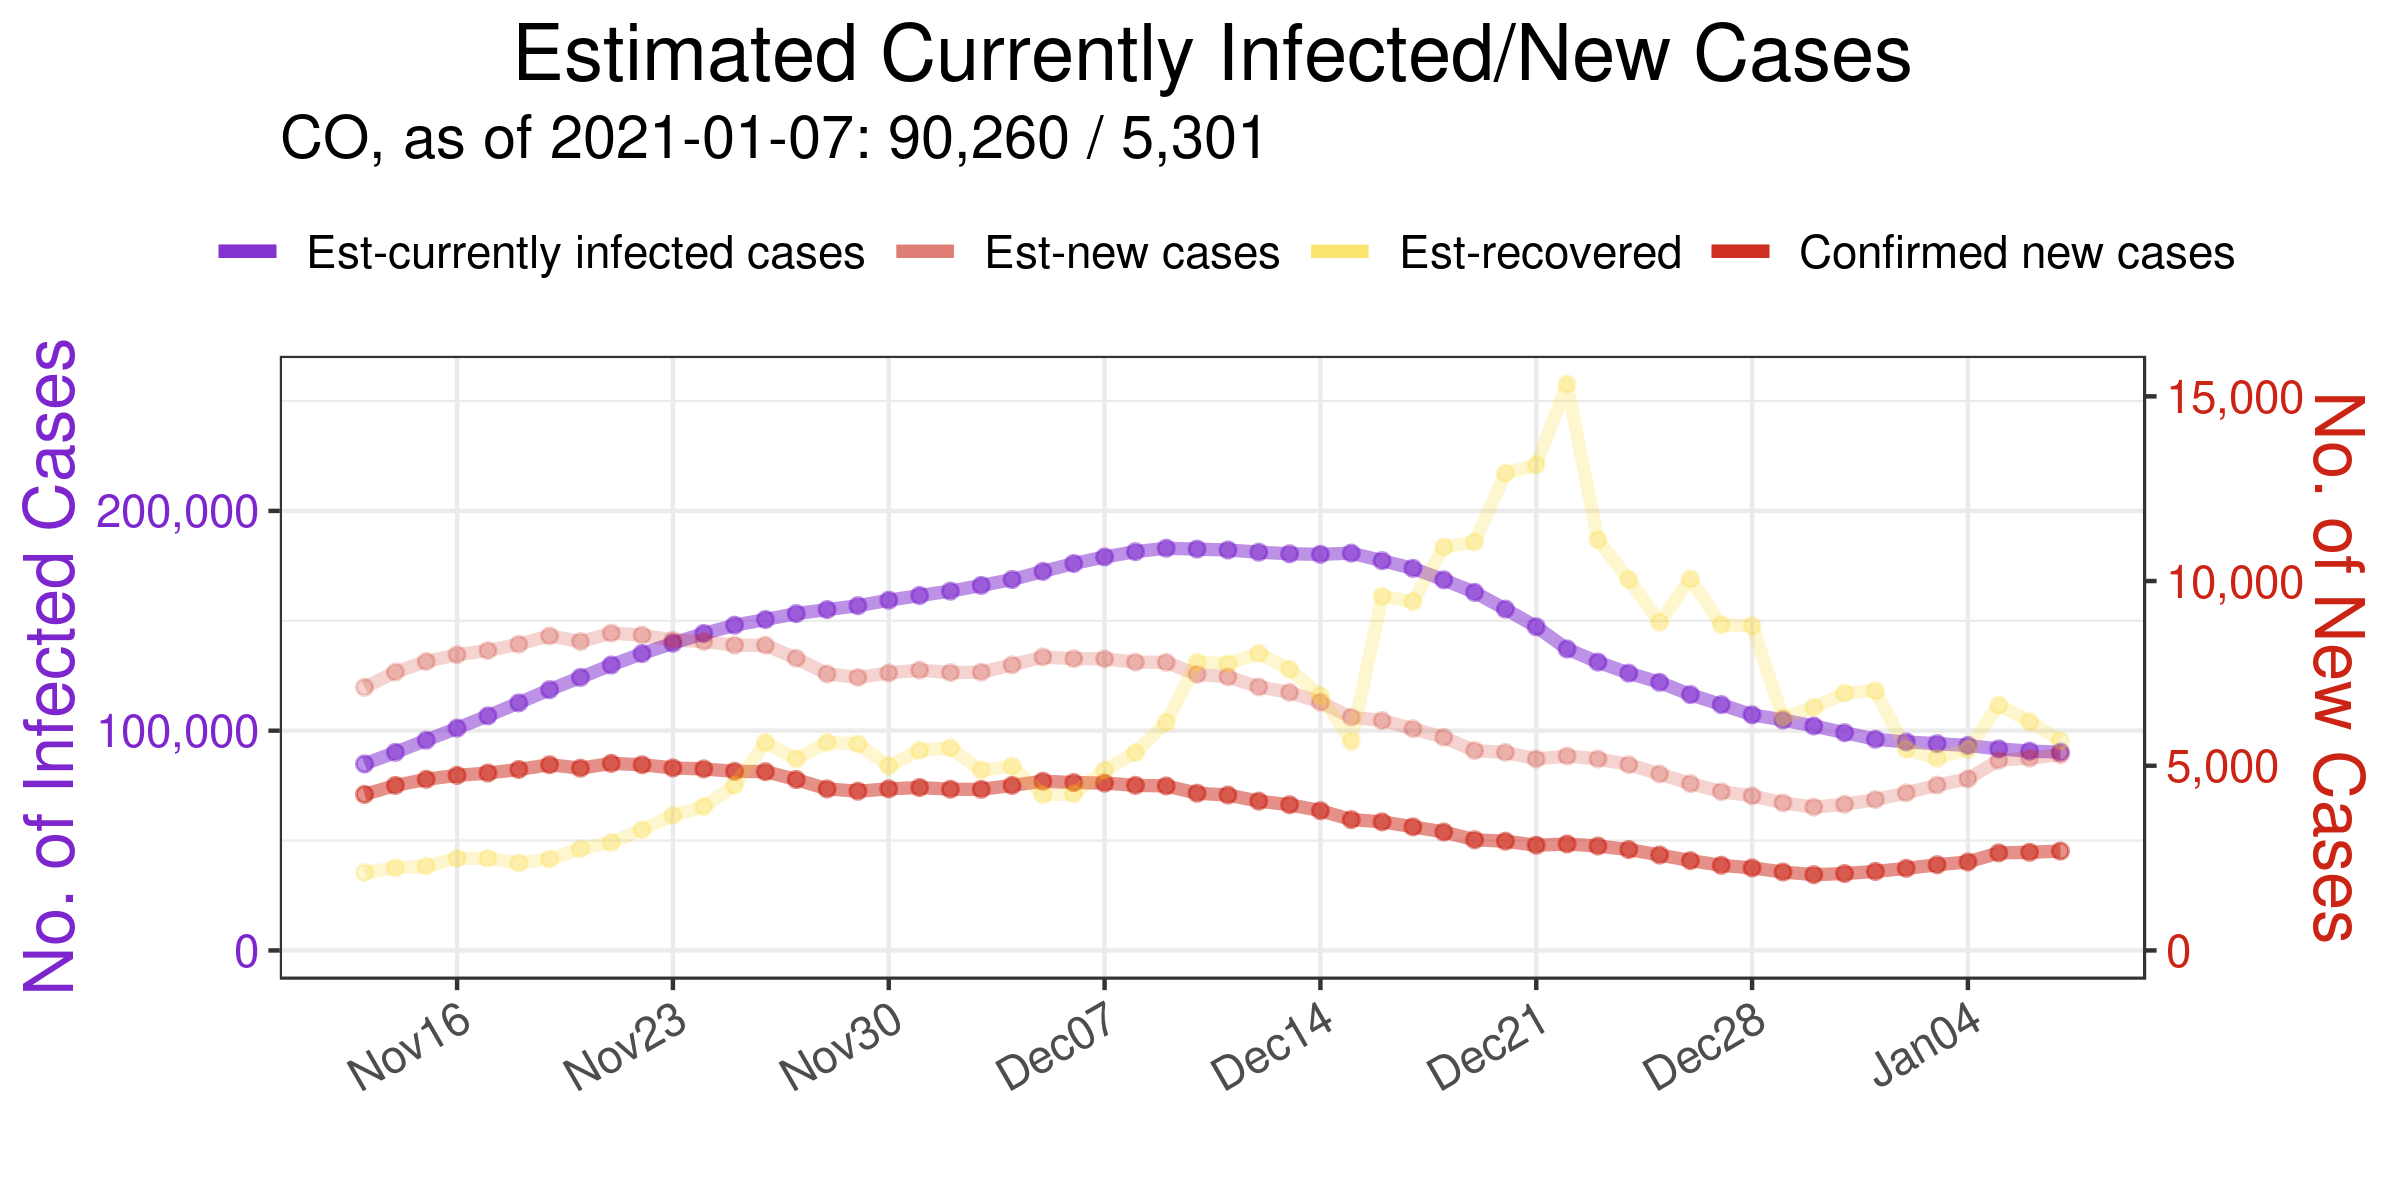 Estimated Currently Infected/New Cases
CO, as of 2021-01-07: 90,260 / 5,301
Est-currently infected cases Est-new cases Est-recovered Confirmed new cases
No. of Infected Cases
200,000
100,000
0
15,000
10,000
5,000
0
No. of New Cases
Nov16 Nov23 Nov30 Dec07 Dec14 Dec21 Dec28 Jan04